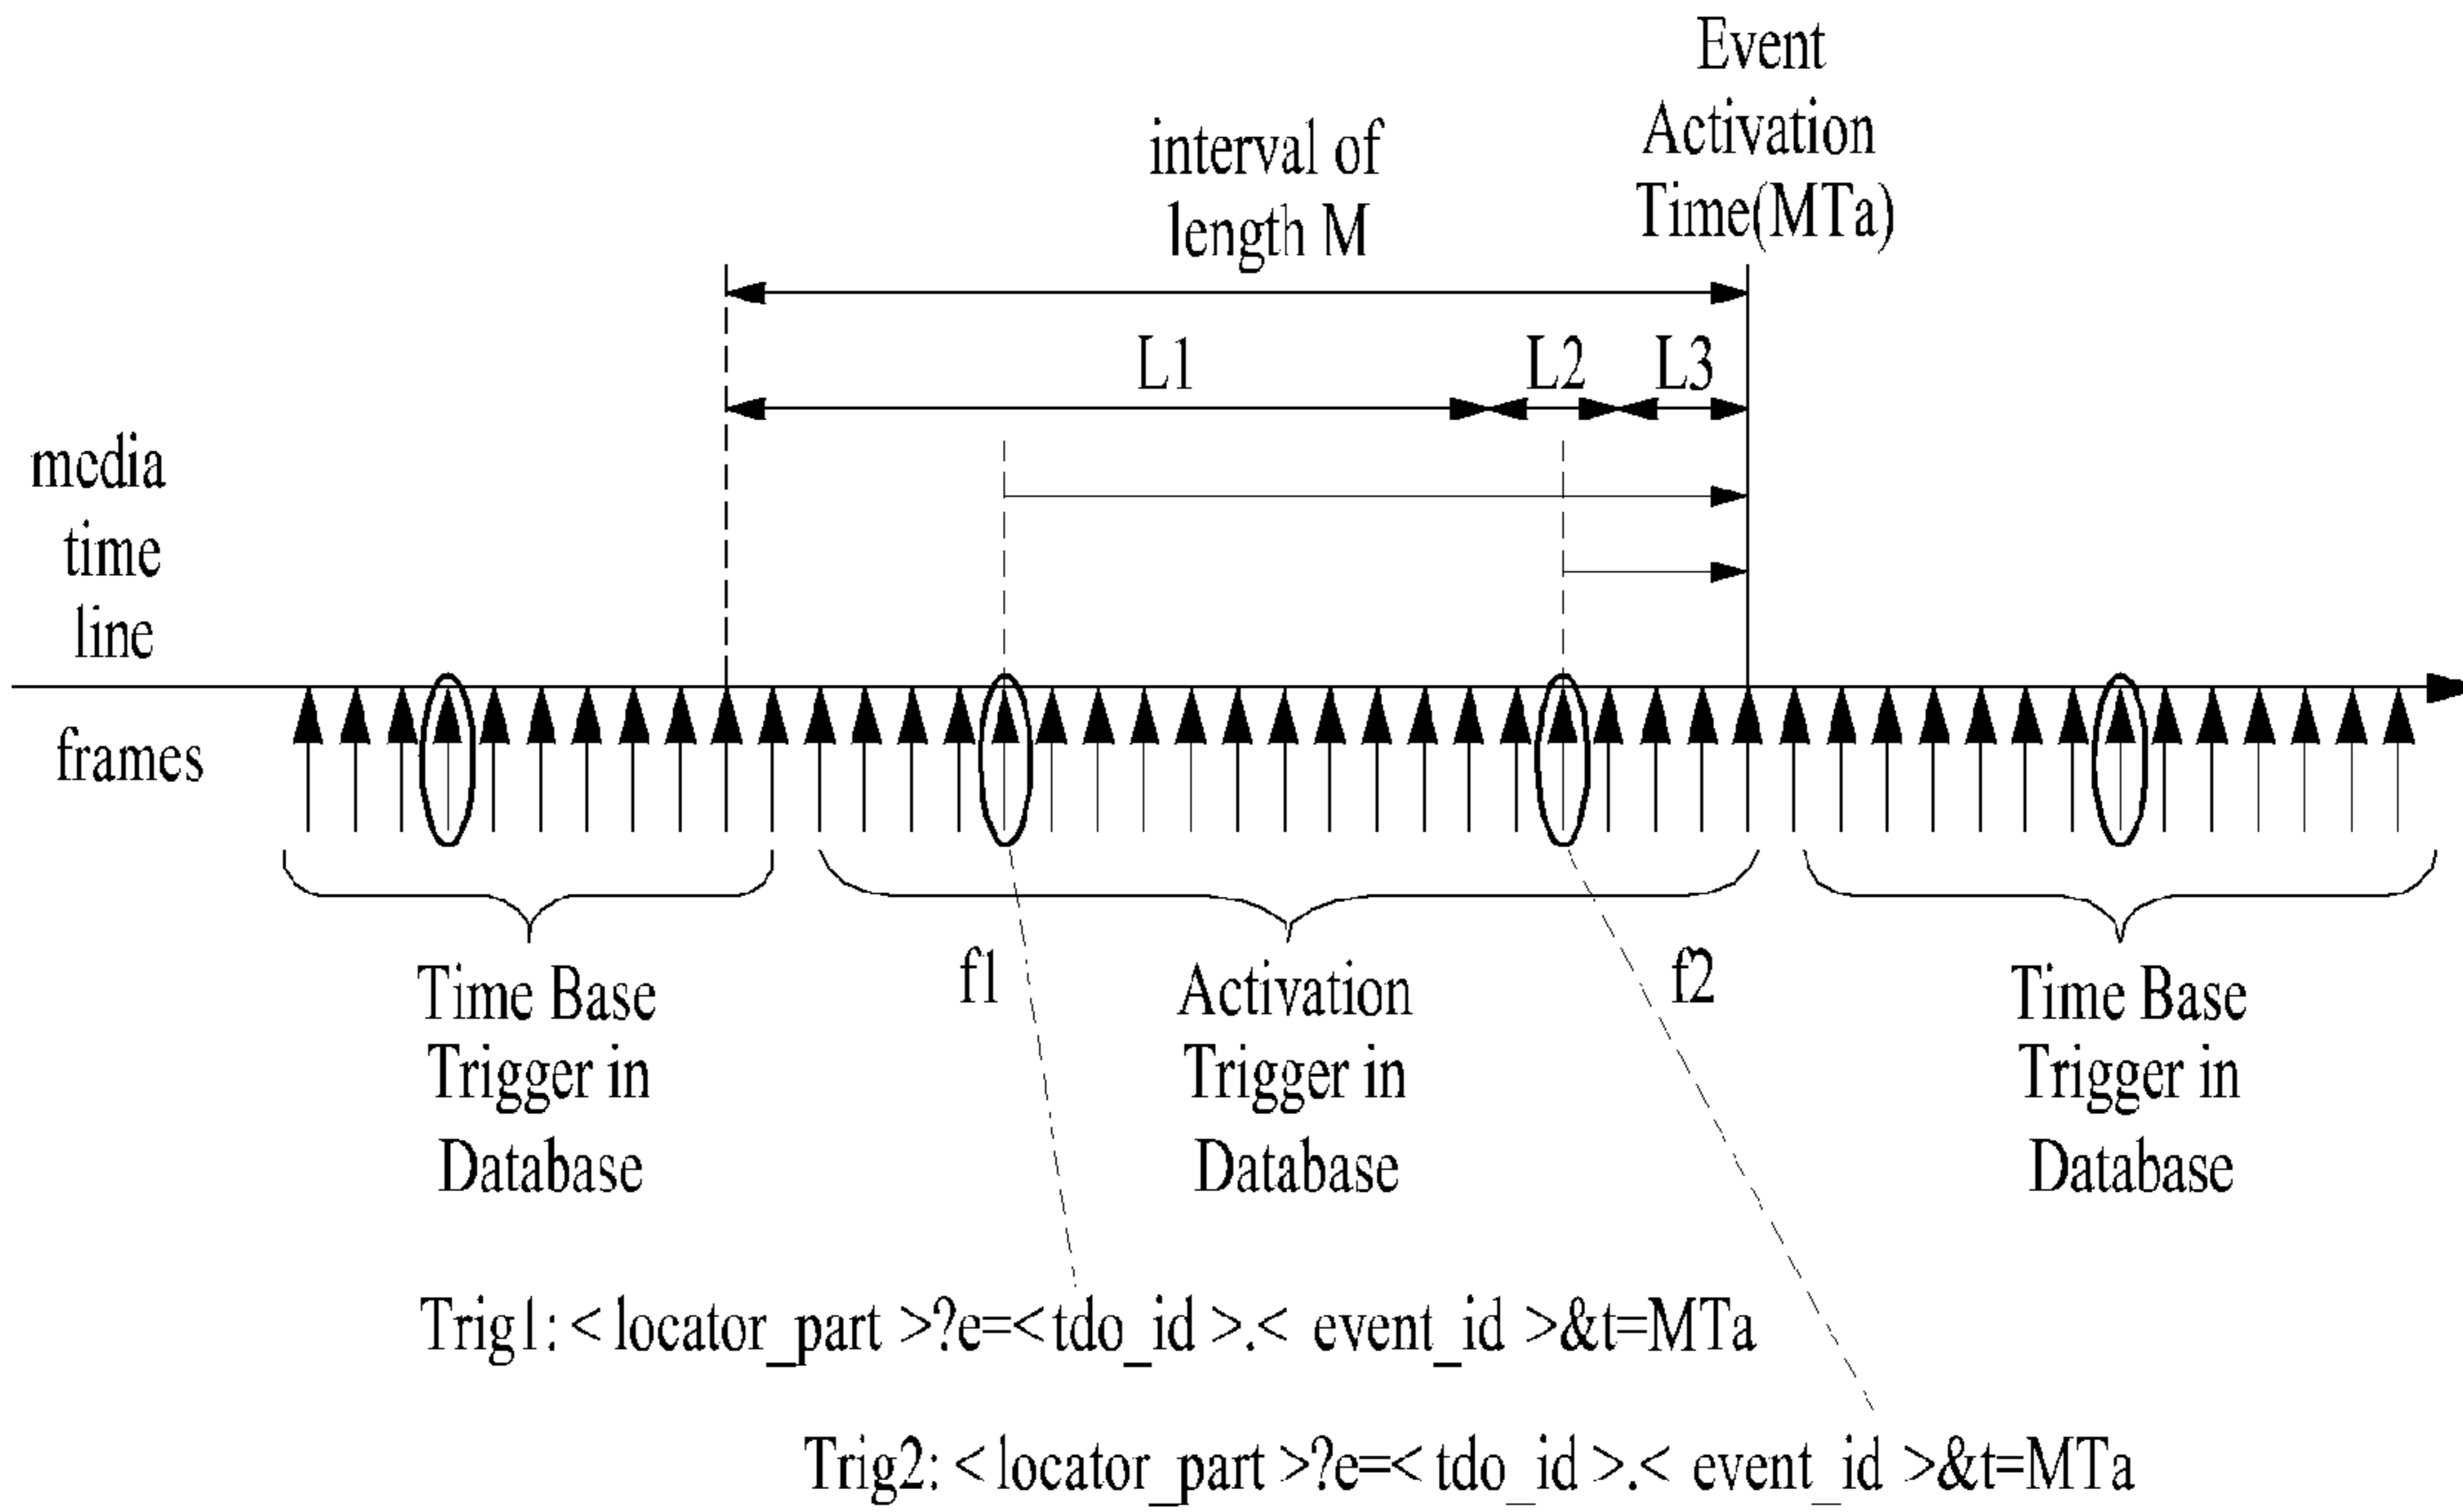 Event
Activation
Time(MTa)
interval of
length M
L1
L2
L3
media
time
line
frames
Time Base
Trigger in
Database
f1
Activation
Trigger in
Database
f2
Time Base
Trigger in
Database
Trig1: < locator_part >?e=<tdo_id >.< event_id >&t=MTa
Trig2: < locator_part >?e=< tdo_id >.< event_id >&t=MTa